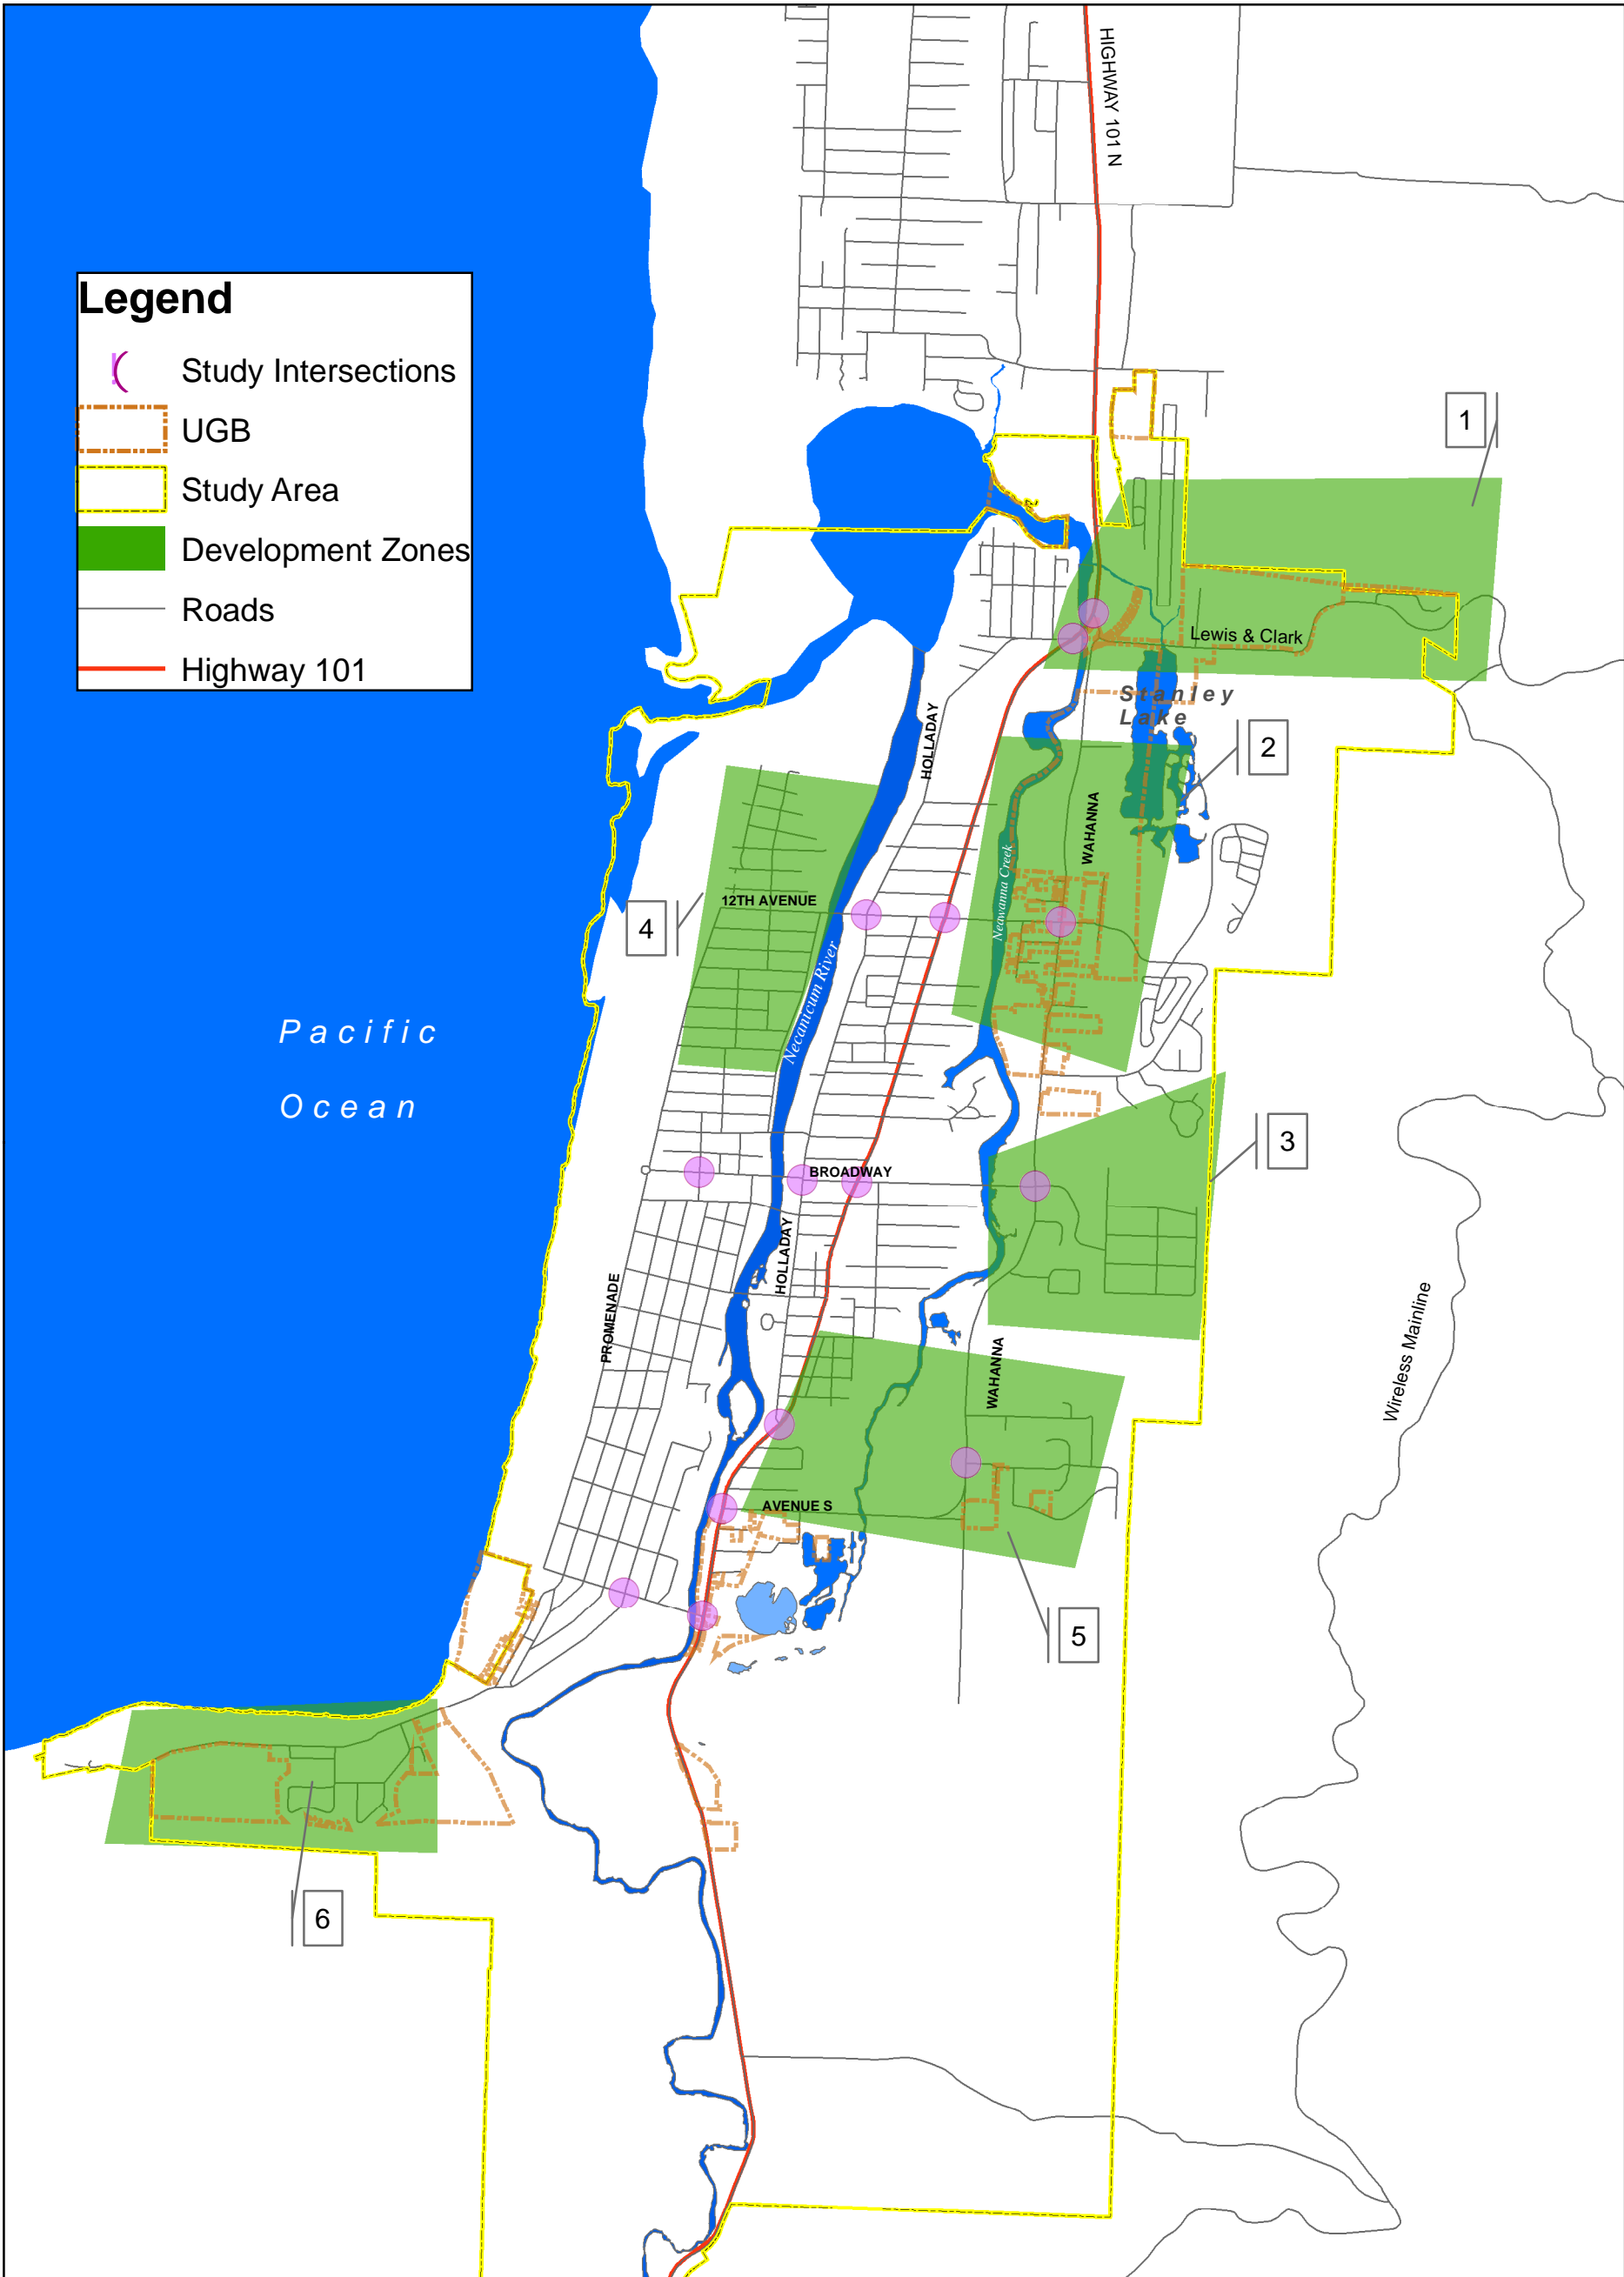 HIGHWAY 101 N
Legend
Study Intersections
UGB
Study Area
Development Zones
Roads
Highway 101
1
Lewis & Clark
Stanley
Lake
2
HOLLADAY
WAHANNA
Neawanna Creek
12TH AVENUE
4
Necanicum River
Pacific
Ocean
3
BROADWAY
HOLLADAY
PROMENADE
WAHANNA
Wireless Mainline
AVENUE S
5
6